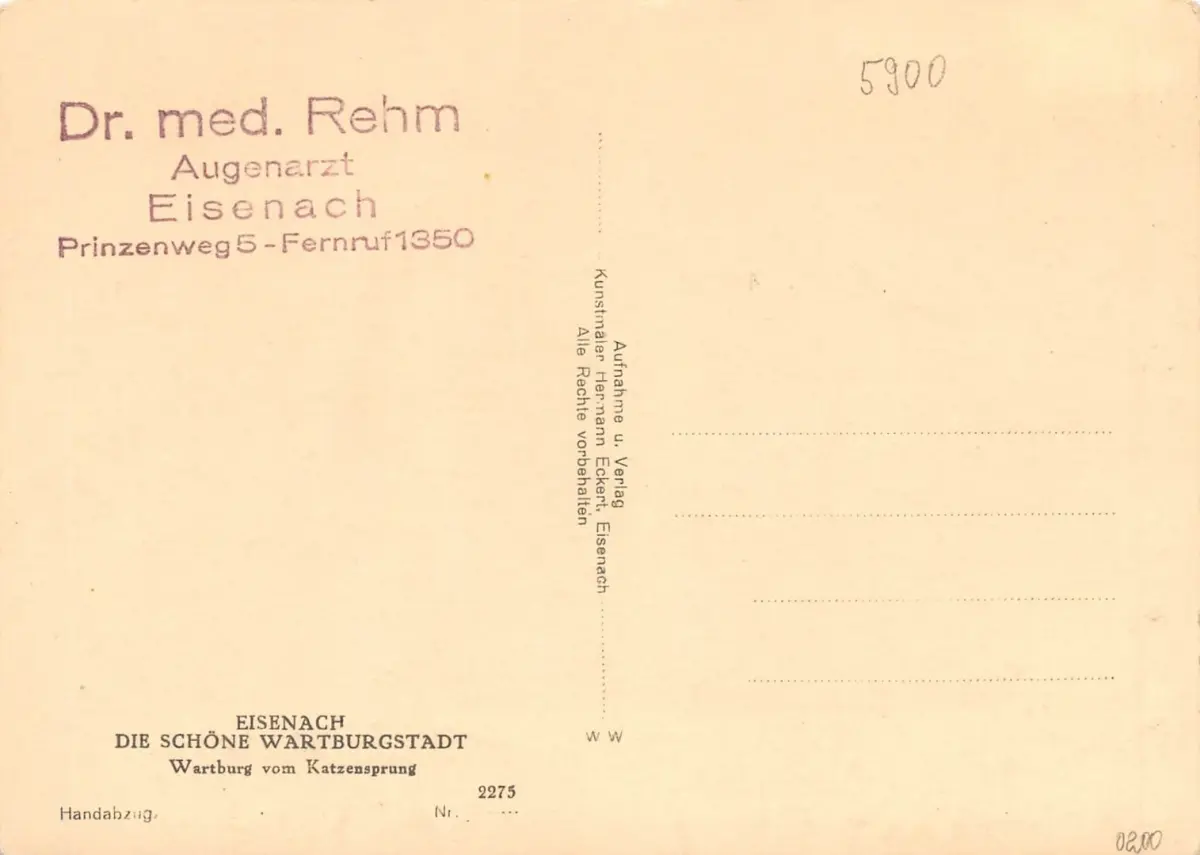 Dr. med. Rehm
Augenarzt
Eisenach
Prinzenweg 5 - Fernruf 1350
5900
Aufnahme u. Verlag
Kunstmaler Hermann Eckert, Eisenach
Alle Rechte vorbehalten
W W
EISENACH
DIE SCHÖNE WARTBURGSTADT
Wartburg vom Katzensprung
2275
Handabzug, Nr.
0200